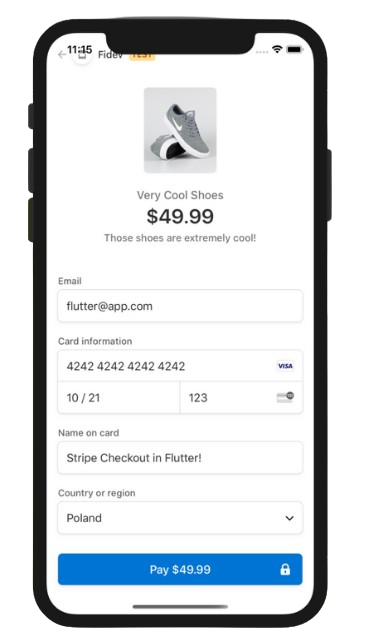 11:15
Fidev TEST
Very Cool Shoes
$49.99
Those shoes are extremely cool!
Email
flutter@app.com
Card information
4242 4242 4242 4242 VISA
10 / 21 123
Name on card
Stripe Checkout in Flutter!
Country or region
Poland
Pay $49.99